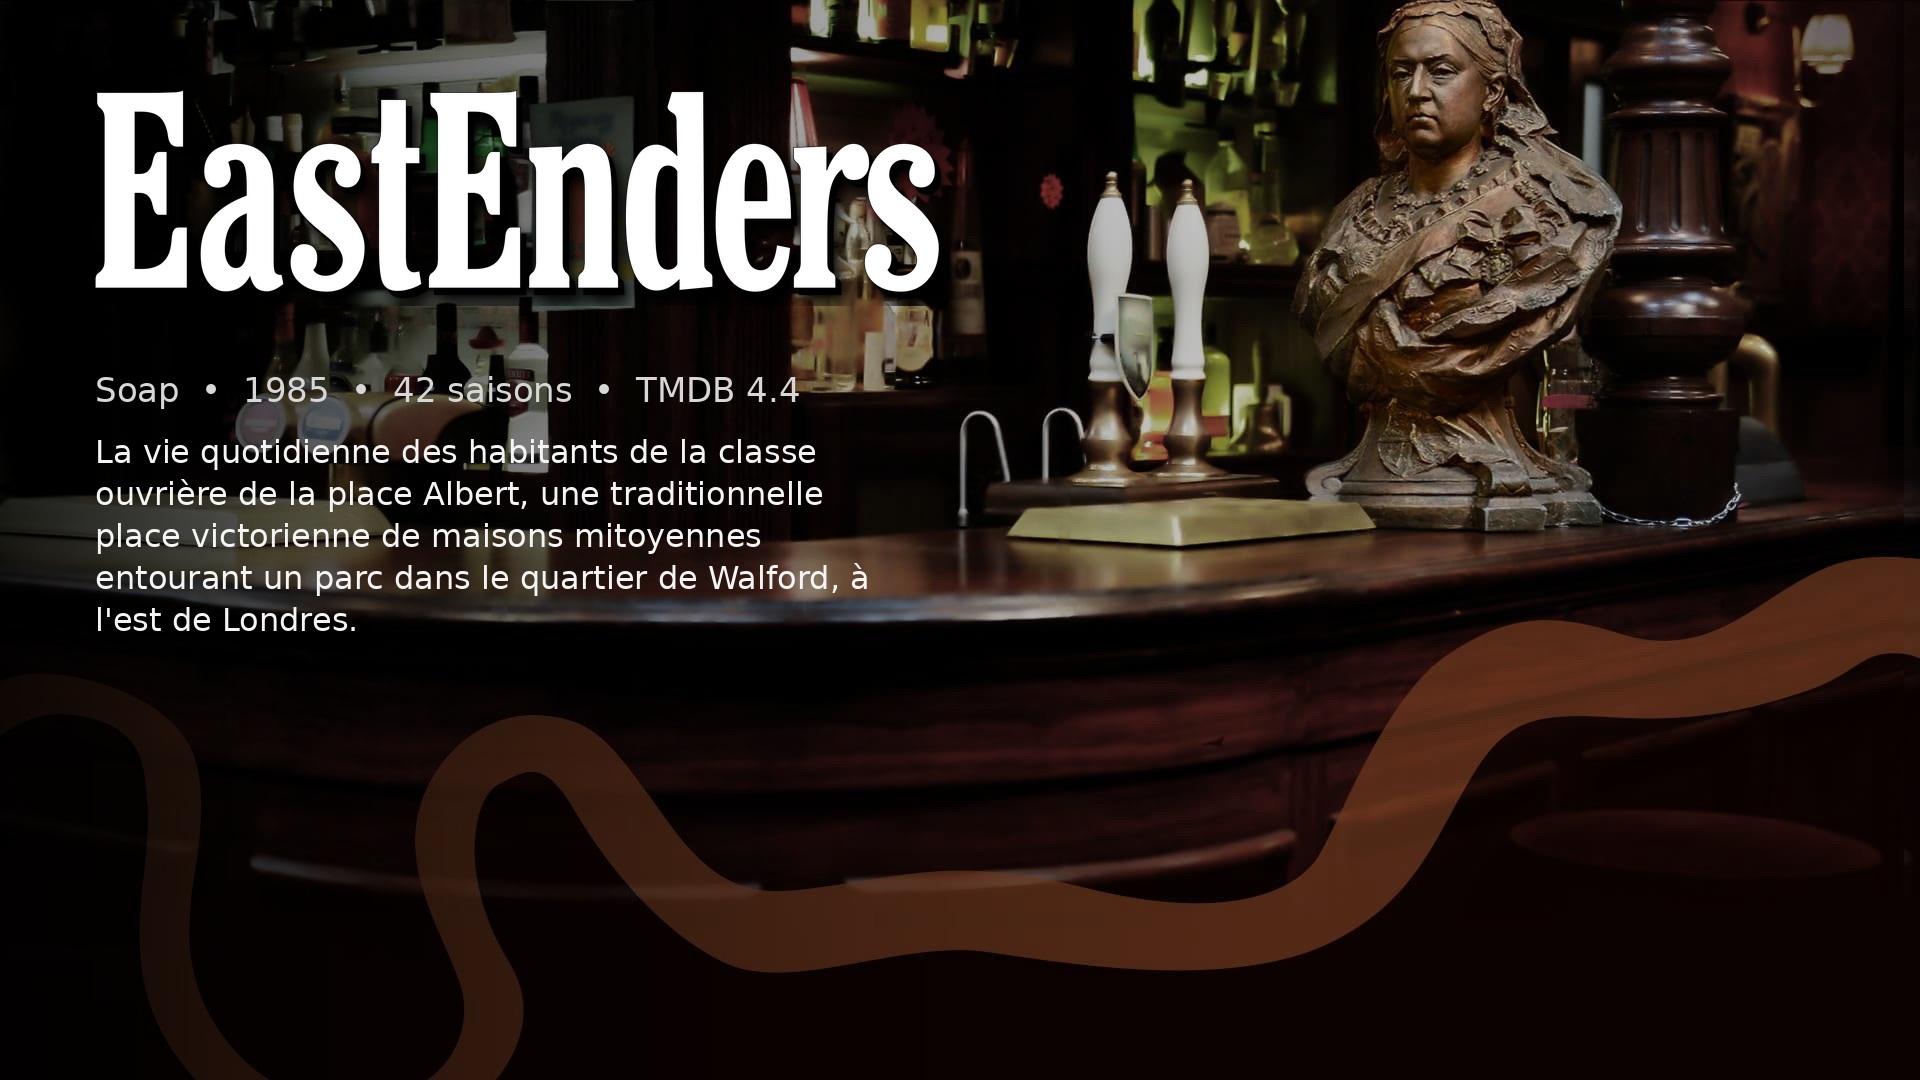 EastEnders
Soap • 1985 • 42 saisons • TMDB 4.4
La vie quotidienne des habitants de la classe
ouvrière de la place Albert, une traditionnelle
place victorienne de maisons mitoyennes
entourant un parc dans le quartier de Walford, à
l'est de Londres.